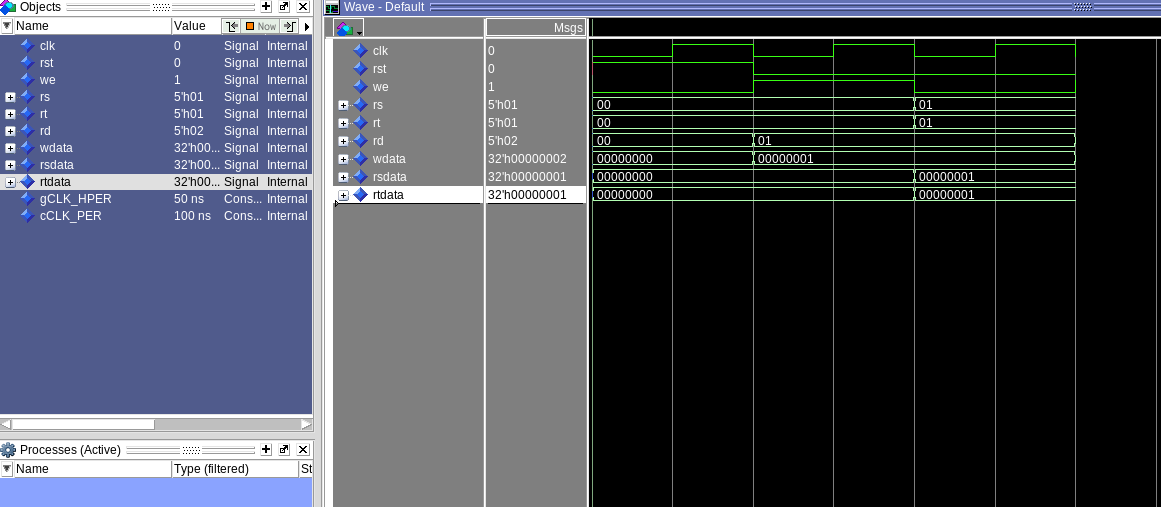 Objects
Name Value Now
clk 0 Signal Internal
rst 0 Signal Internal
we 1 Signal Internal
rs 5'h01 Signal Internal
rt 5'h01 Signal Internal
rd 5'h02 Signal Internal
wdata 32'h00... Signal Internal
rsdata 32'h00... Signal Internal
rtdata 32'h00... Signal Internal
gCLK_HPER 50 ns Cons... Internal
cCLK_PER 100 ns Cons... Internal
Processes (Active)
Name Type (filtered) St
Wave - Default
Msgs
clk 0
rst 0
we 1
rs 5'h01 00 01
rt 5'h01 00 01
rd 5'h02 00 01
wdata 32'h00000002 00000000 00000001
rsdata 32'h00000001 00000000 00000001
rtdata 32'h00000001 00000000 00000001